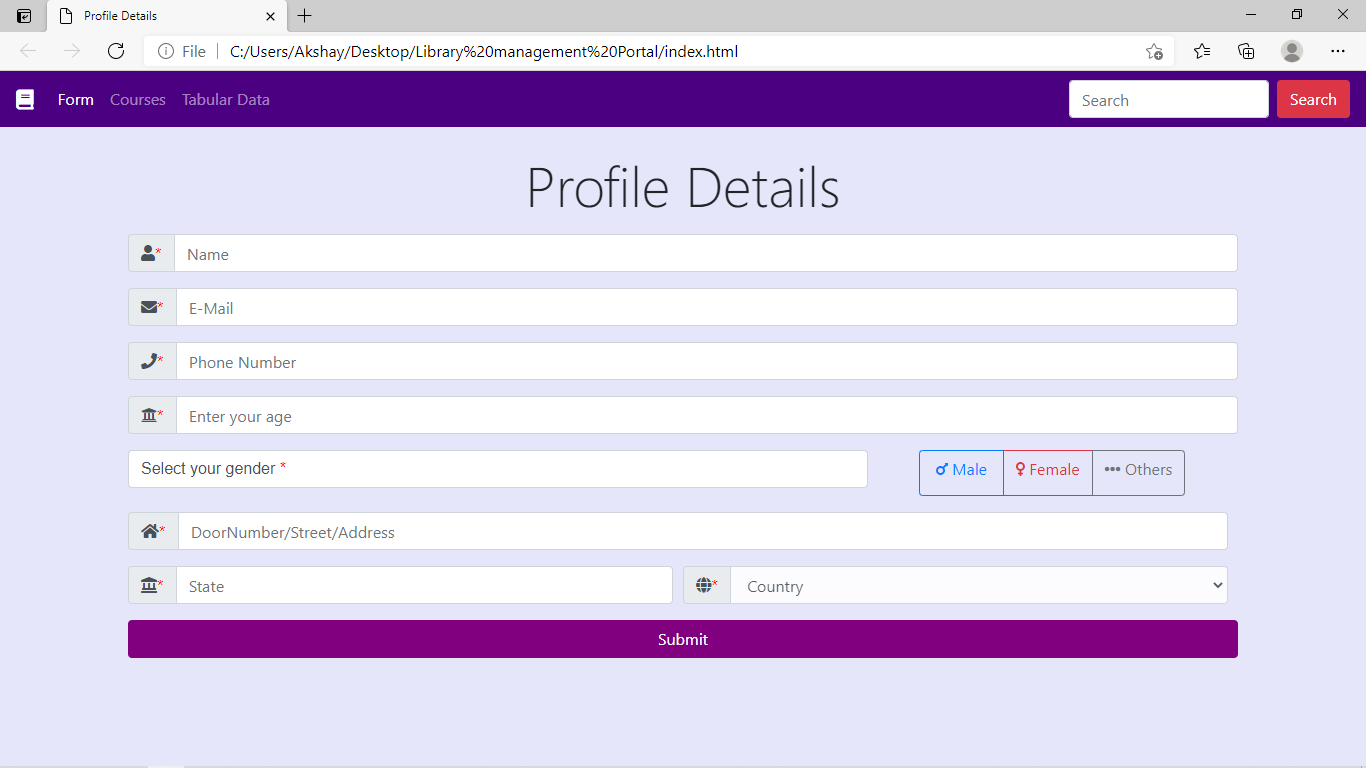 Profile Details
File C:/Users/Akshay/Desktop/Library%20management%20Portal/index.html
Form Courses Tabular Data Search Search
Profile Details
* Name
* E-Mail
* Phone Number
* Enter your age
Select your gender * Male Female Others
* DoorNumber/Street/Address
* State * Country
Submit